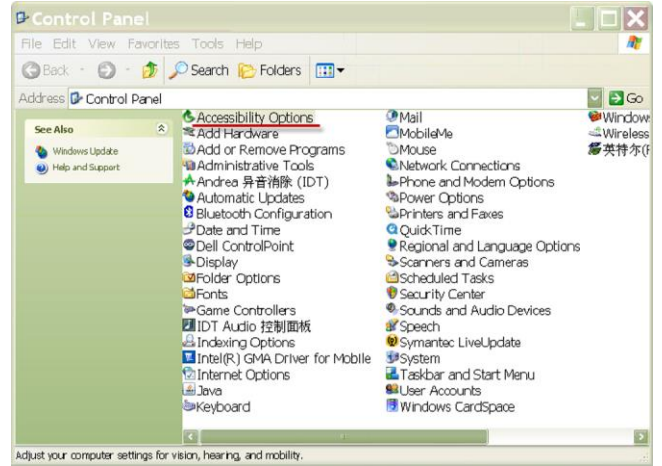 Control Panel
File Edit View Favorites Tools Help
Back Search Folders
Address Control Panel Go
See Also
Windows Update
Help and Support
Accessibility Options
Add Hardware
Add or Remove Programs
Administrative Tools
Andrea 异音消除 (IDT)
Automatic Updates
Bluetooth Configuration
Date and Time
Dell ControlPoint
Display
Folder Options
Fonts
Game Controllers
IDT Audio 控制面板
Indexing Options
Intel(R) GMA Driver for Mobile
Internet Options
Java
Keyboard
Mail
MobileMe
Mouse
Network Connections
Phone and Modem Options
Power Options
Printers and Faxes
QuickTime
Regional and Language Options
Scanners and Cameras
Scheduled Tasks
Security Center
Sounds and Audio Devices
Speech
Symantec LiveUpdate
System
Taskbar and Start Menu
User Accounts
Windows CardSpace
Window
Wireless
英特尔(
Adjust your computer settings for vision, hearing, and mobility.